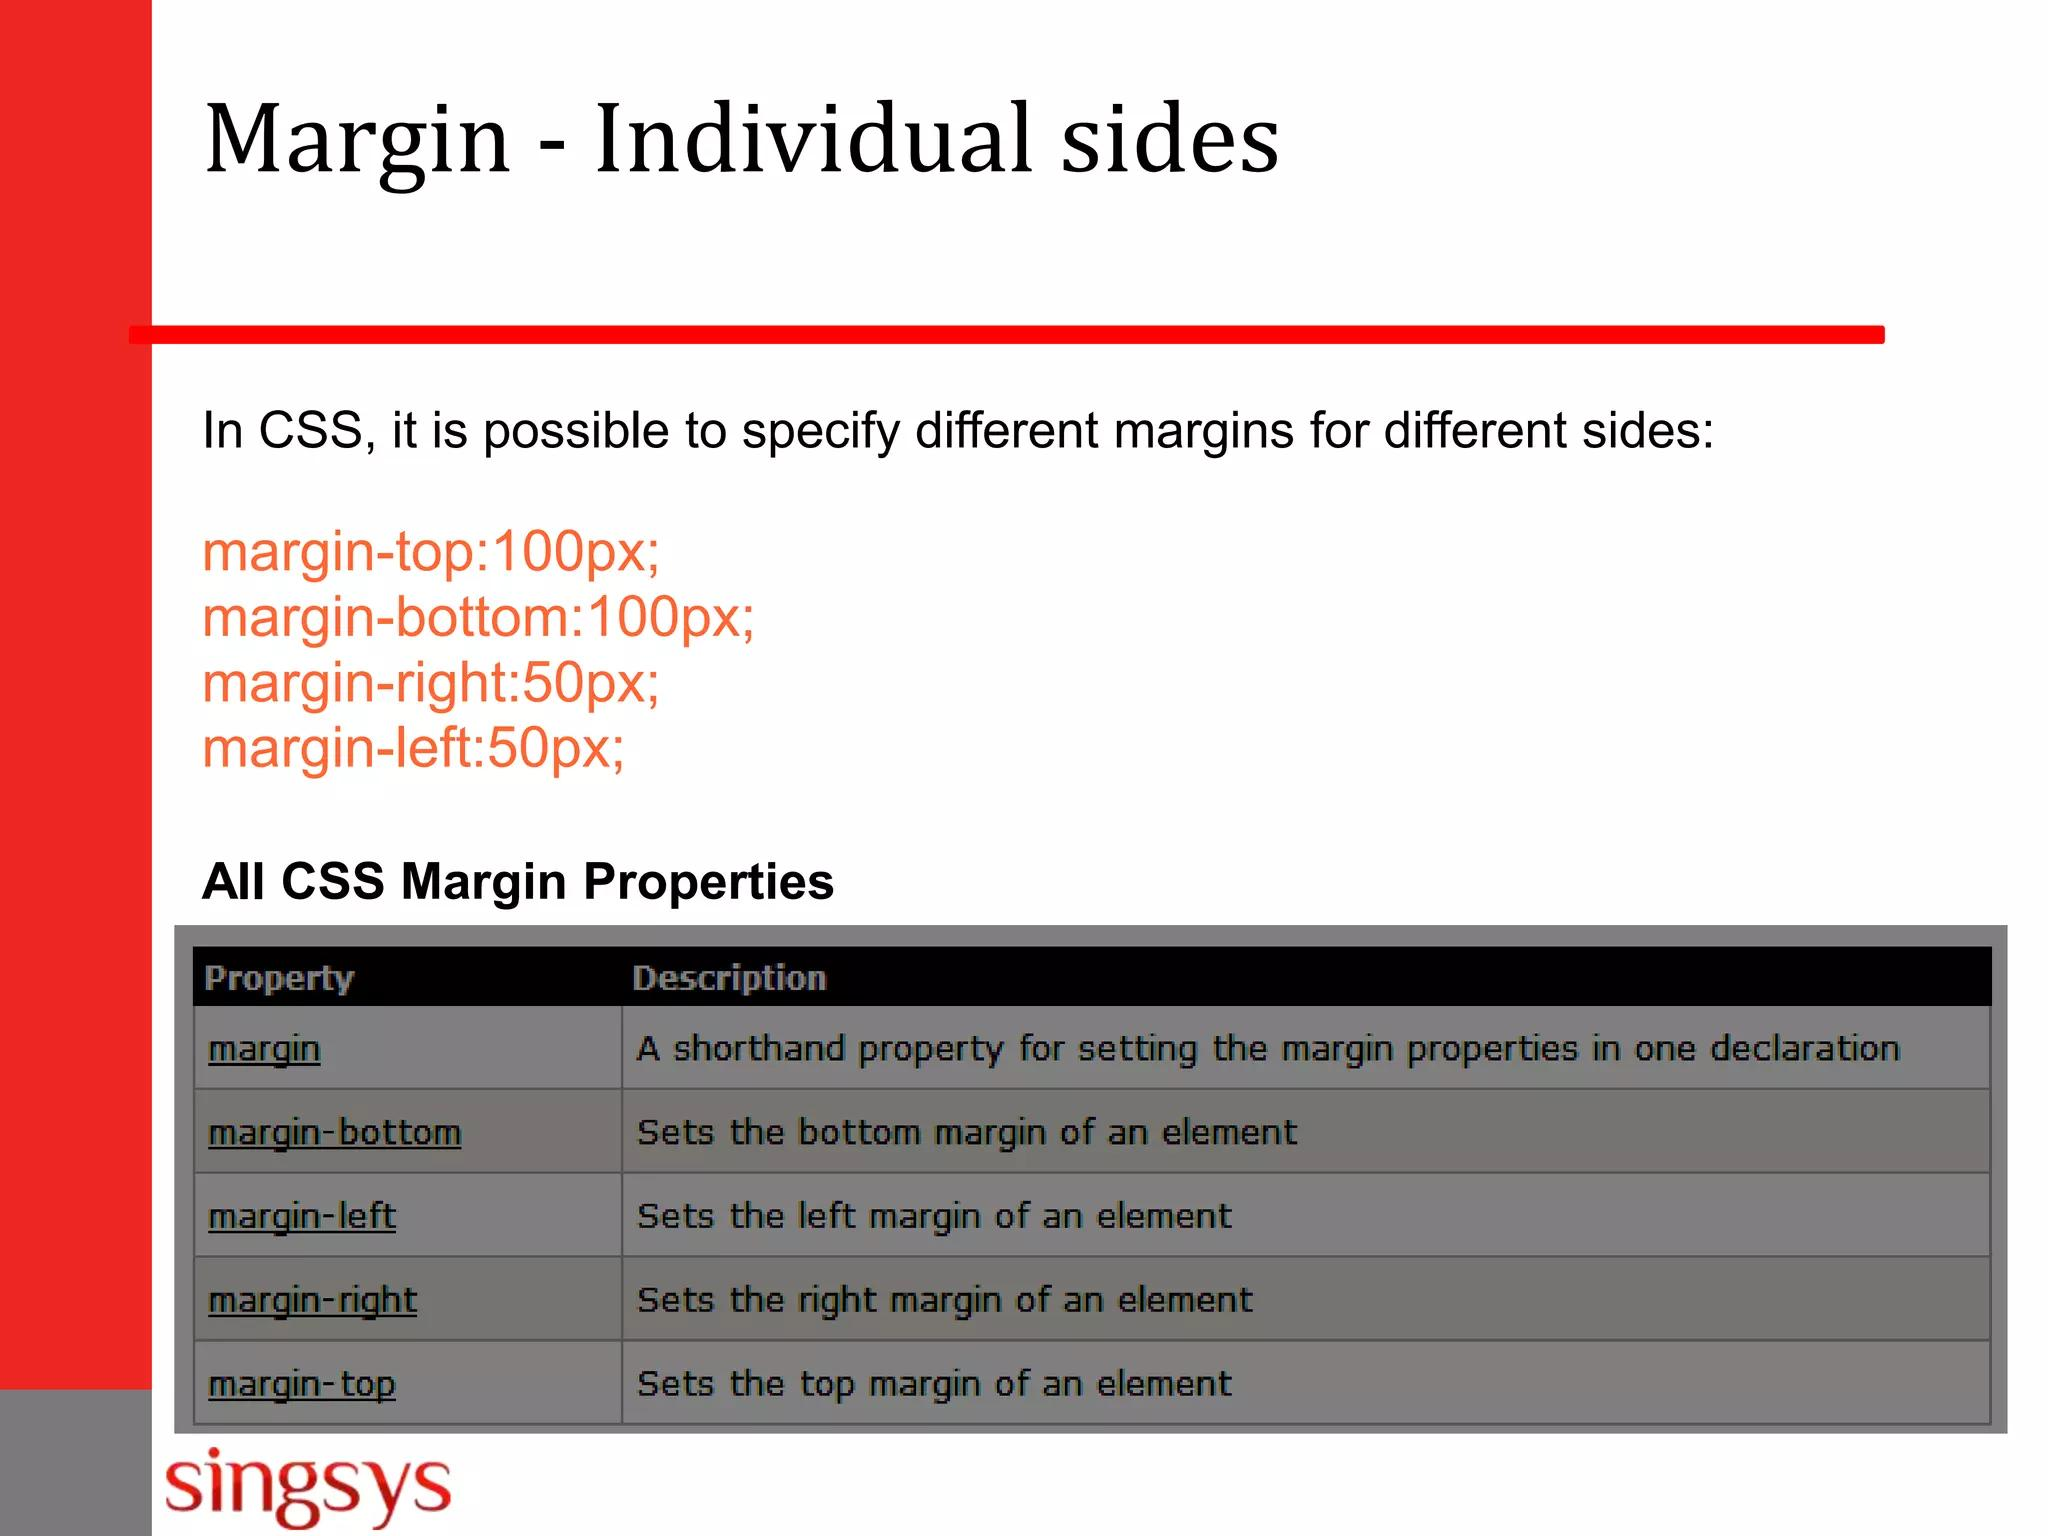 Margin - Individual sides
In CSS, it is possible to specify different margins for different sides:
margin-top:100px;
margin-bottom:100px;
margin-right:50px;
margin-left:50px;
All CSS Margin Properties
Property Description
margin A shorthand property for setting the margin properties in one declaration
margin-bottom Sets the bottom margin of an element
margin-left Sets the left margin of an element
margin-right Sets the right margin of an element
margin-top Sets the top margin of an element
singsys